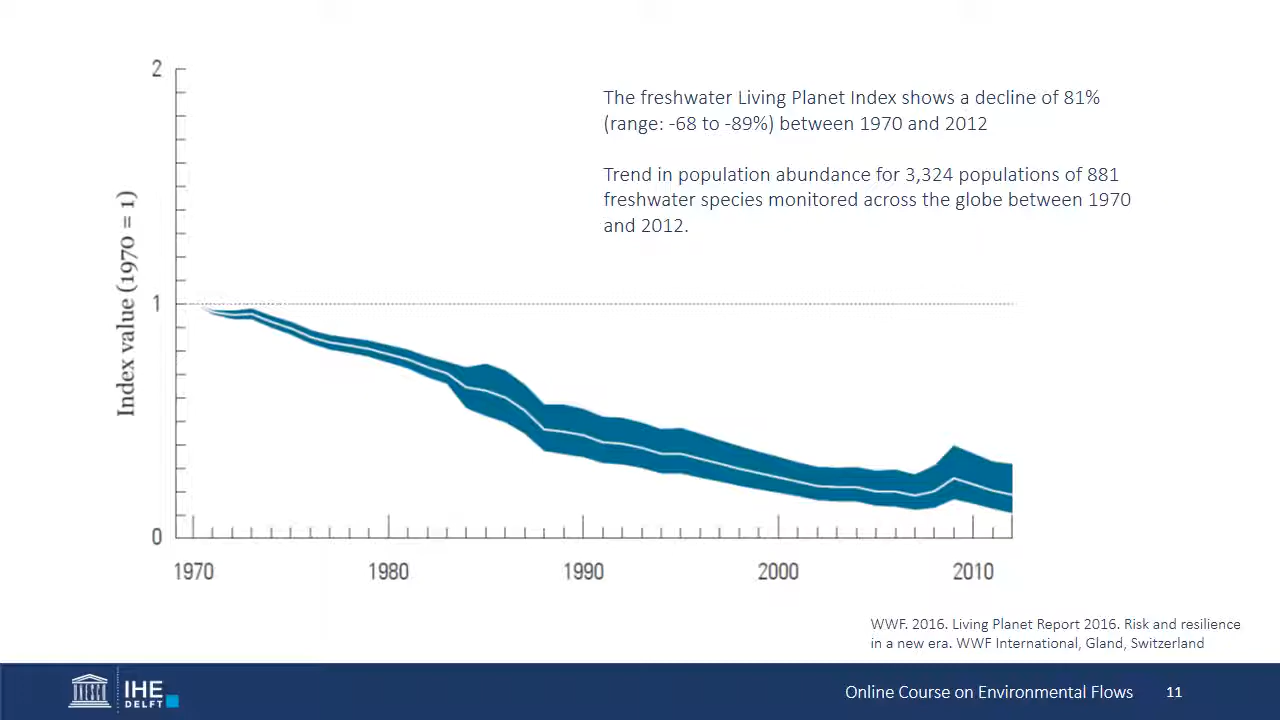 The freshwater Living Planet Index shows a decline of 81%
(range: -68 to -89%) between 1970 and 2012
Trend in population abundance for 3,324 populations of 881
freshwater species monitored across the globe between 1970
and 2012.
Index value (1970 = 1)
2
1
0
1970 1980 1990 2000 2010
WWF. 2016. Living Planet Report 2016. Risk and resilience
in a new era. WWF International, Gland, Switzerland
UNESCO
IHE
DELFT
Online Course on Environmental Flows 11